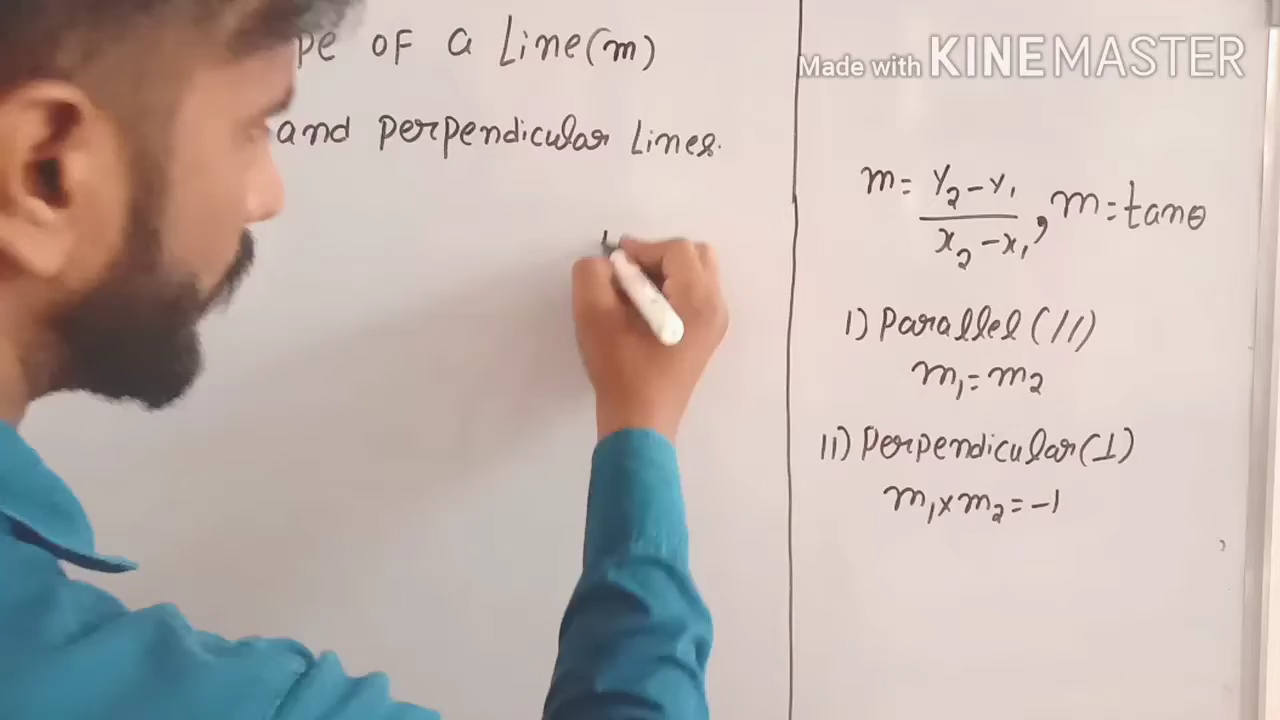 pe OF a Line(m)
and perpendicular Lines.
Made with KINEMASTER
m = y₂-y₁/x₂-x₁, m = tanθ
I) Parallel (//)
m₁ = m₂
II) Perpendicular (⊥)
m₁ x m₂ = -1